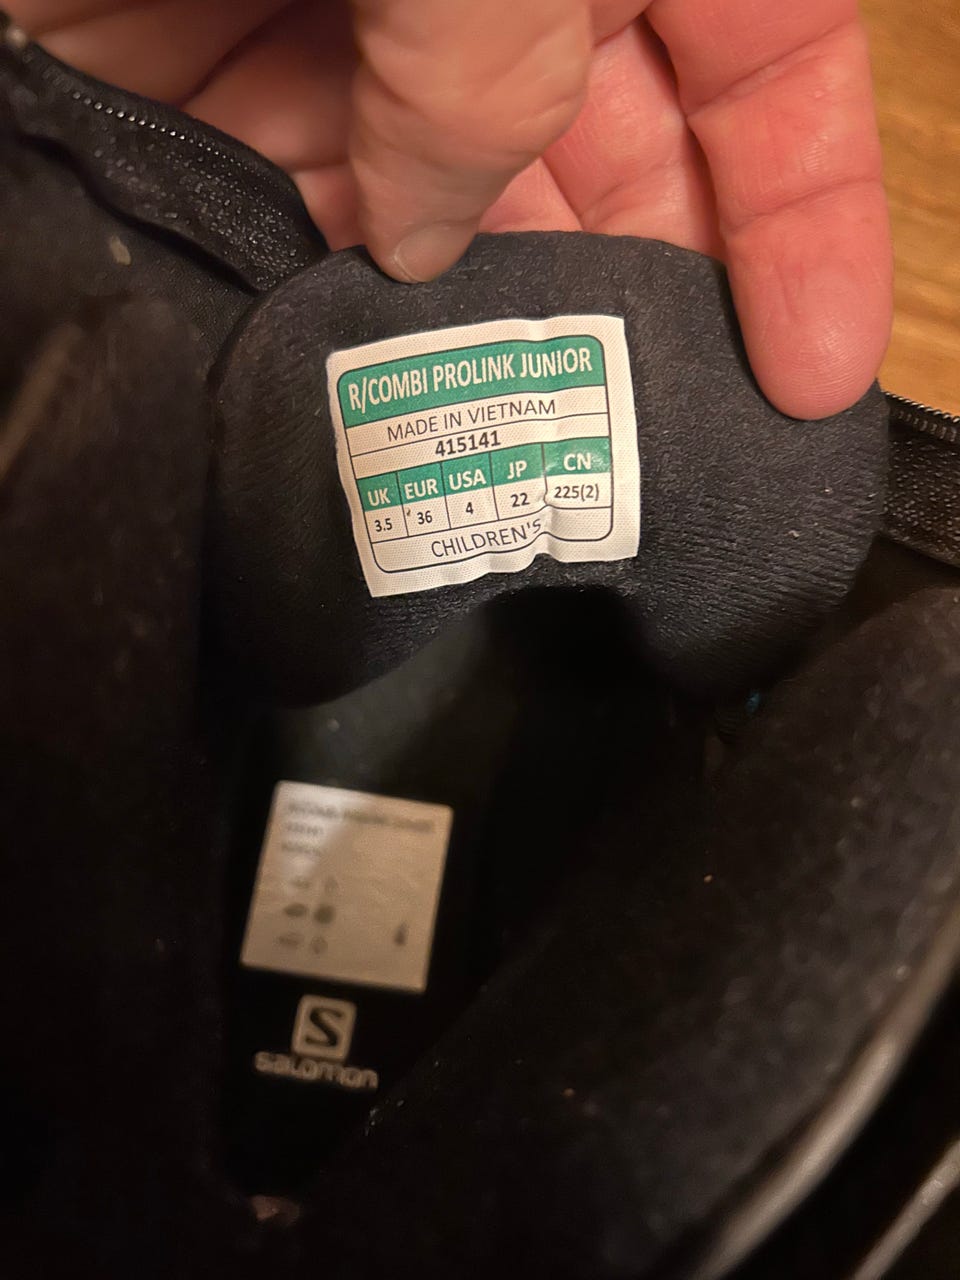 R/COMBI PROLINK JUNIOR
MADE IN VIETNAM
415141
UK EUR USA JP CN
3.5 36 4 22 225(2)
CHILDREN'S
S
salomon